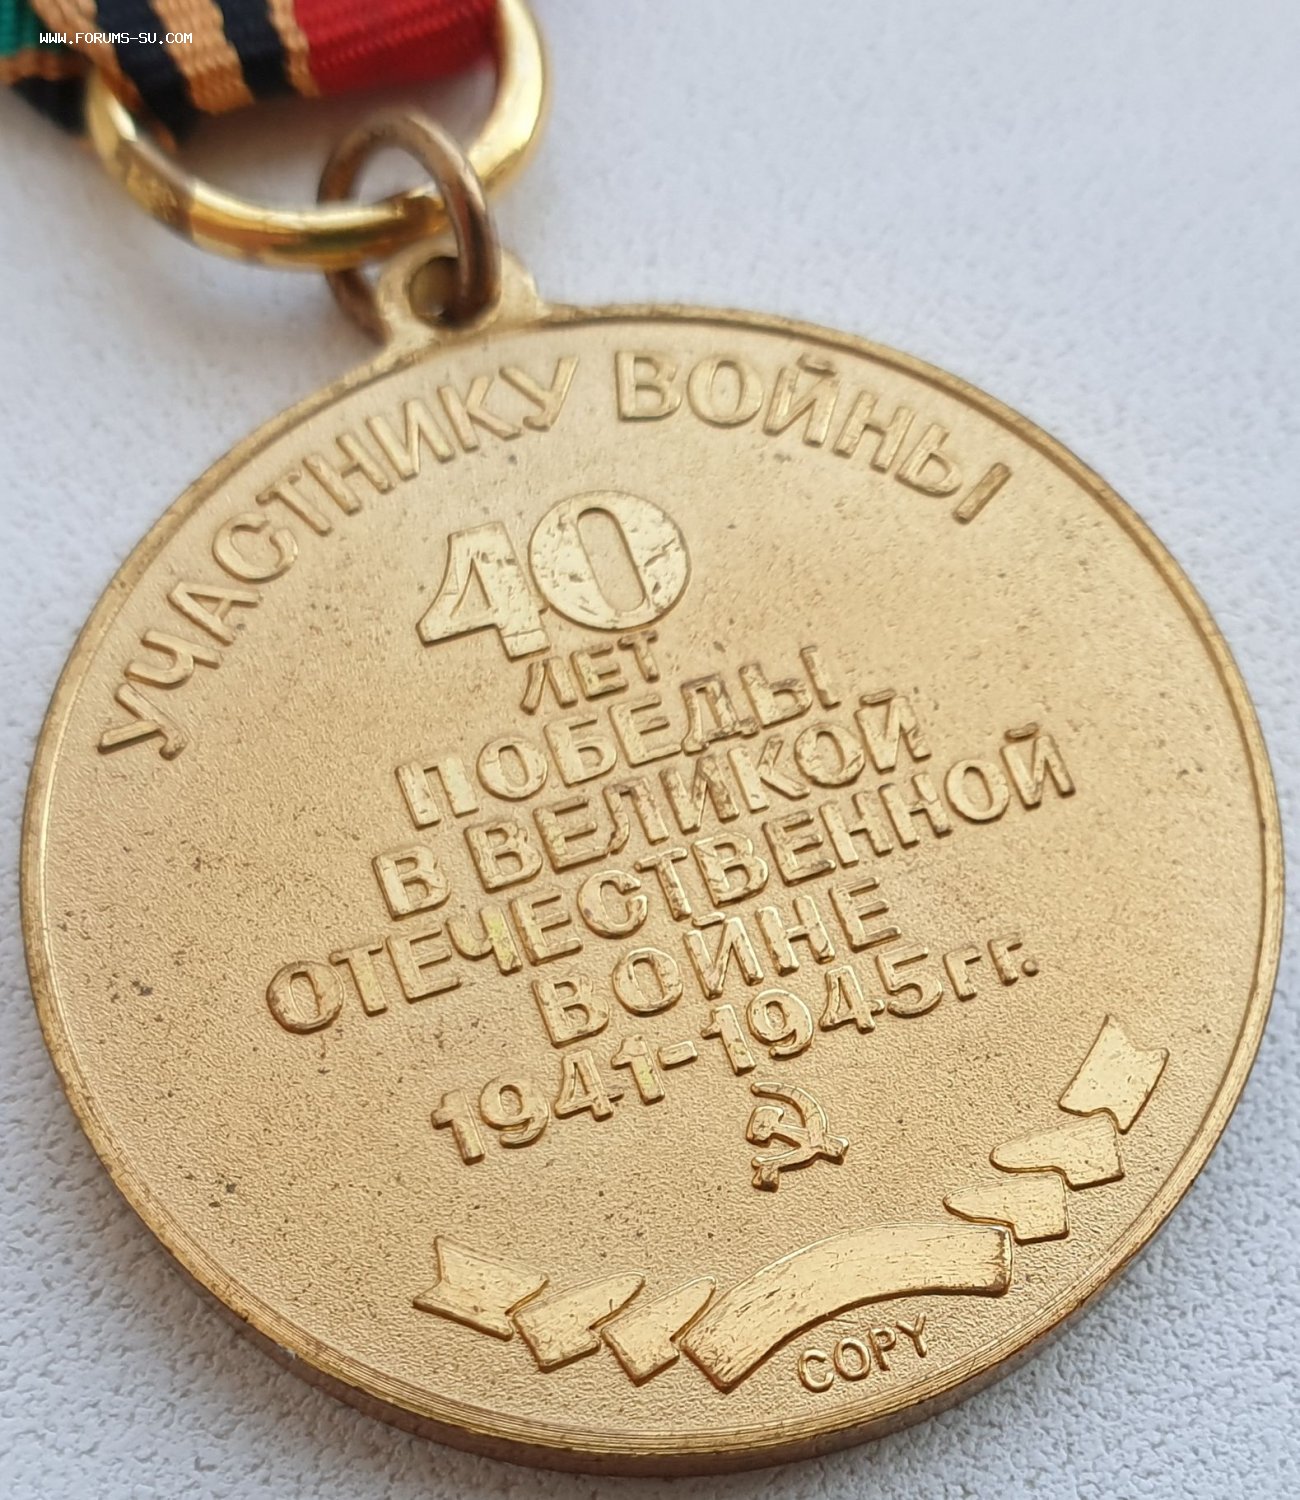 WWW.FORUMS-SU.COM
УЧАСТНИКУ ВОЙНЫ
40
ЛЕТ
ПОБЕДЫ
В ВЕЛИКОЙ
ОТЕЧЕСТВЕННОЙ
ВОЙНЕ
1941-1945гг.
COPY